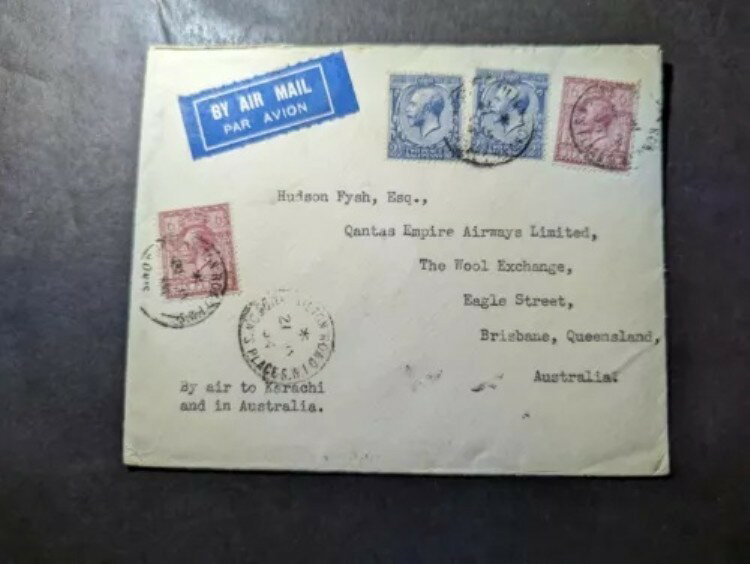 BY AIR MAIL
PAR AVION
Hudson Fysh, Esq.,
Qantas Empire Airways Limited,
The Wool Exchange,
Eagle Street,
Brisbane, Queensland,
Australia.
By air to Karachi
and in Australia.